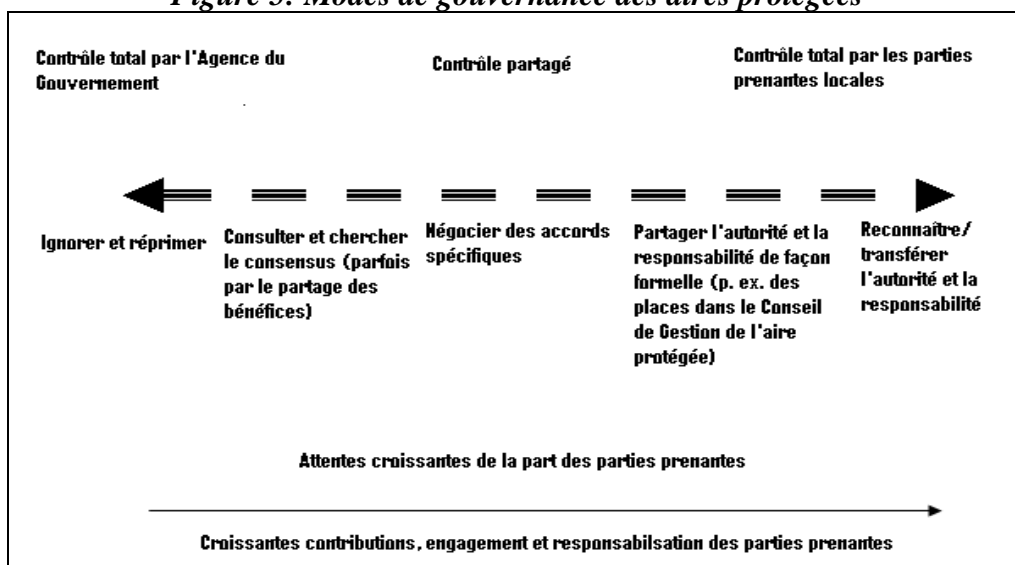 Figure 3: Modes de gouvernance des aires protégées
Contrôle total par l'Agence du
Gouvernement
Contrôle partagé
Contrôle total par les parties
prenantes locales
Ignorer et réprimer
Consulter et chercher
le consensus (parfois
par le partage des
bénéfices)
Négocier des accords
spécifiques
Partager l'autorité et la
responsabilité de façon
formelle (p. ex. des
places dans le Conseil
de Gestion de l'aire
protégée)
Reconnaître/
transférer
l'autorité et la
responsabilité
Attentes croissantes de la part des parties prenantes
Croissantes contributions, engagement et responsabilsation des parties prenantes